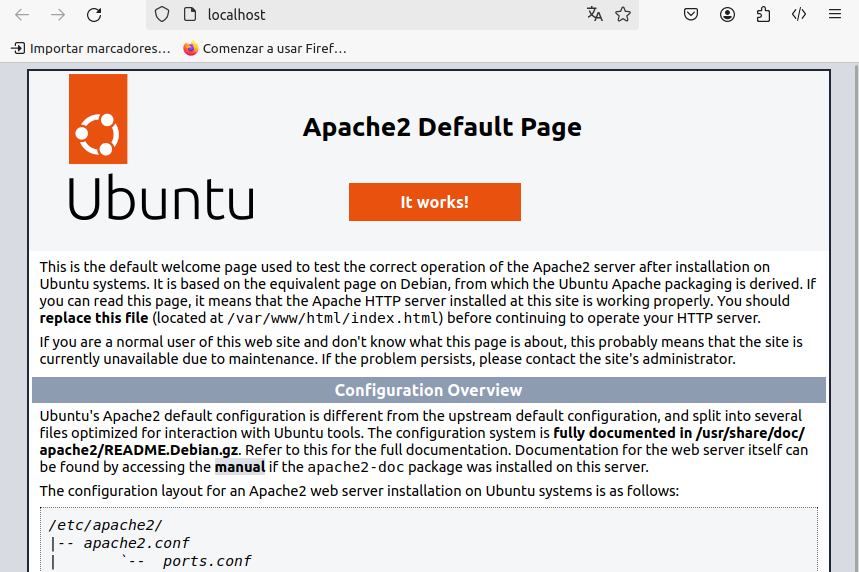 localhost
Importar marcadores…
Comenzar a usar Firef…
Apache2 Default Page
Ubuntu
It works!
This is the default welcome page used to test the correct operation of the Apache2 server after installation on
Ubuntu systems. It is based on the equivalent page on Debian, from which the Ubuntu Apache packaging is derived. If
you can read this page, it means that the Apache HTTP server installed at this site is working properly. You should
replace this file (located at /var/www/html/index.html) before continuing to operate your HTTP server.
If you are a normal user of this web site and don't know what this page is about, this probably means that the site is
currently unavailable due to maintenance. If the problem persists, please contact the site's administrator.
Configuration Overview
Ubuntu's Apache2 default configuration is different from the upstream default configuration, and split into several
files optimized for interaction with Ubuntu tools. The configuration system is fully documented in /usr/share/doc/
apache2/README.Debian.gz. Refer to this for the full documentation. Documentation for the web server itself can
be found by accessing the manual if the apache2-doc package was installed on this server.
The configuration layout for an Apache2 web server installation on Ubuntu systems is as follows:
/etc/apache2/
|-- apache2.conf
|       `--  ports.conf